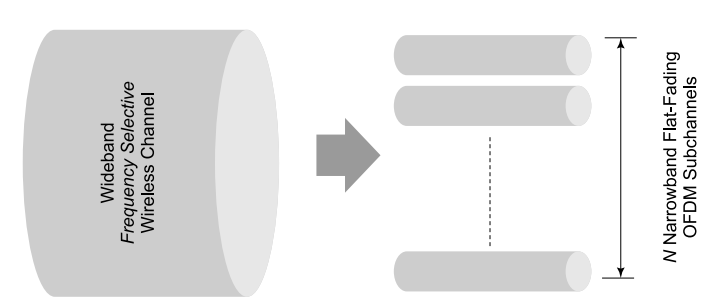 Wideband
Frequency Selective
Wireless Channel
N Narrowband Flat-Fading
OFDM Subchannels